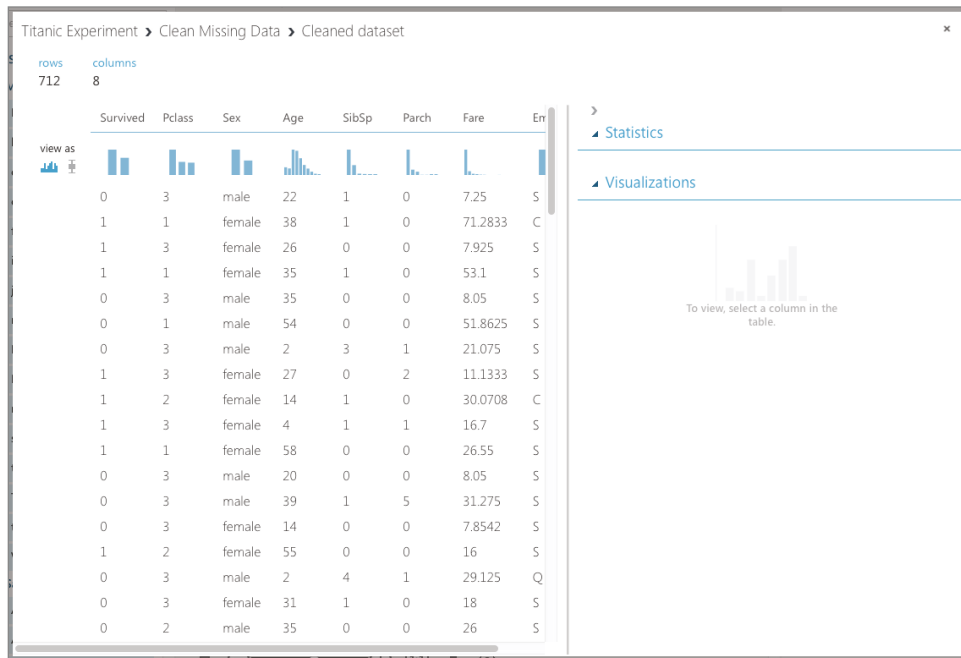 Titanic Experiment > Clean Missing Data > Cleaned dataset ×
rows columns
712 8
Survived Pclass Sex Age SibSp Parch Fare Em
view as
0 3 male 22 1 0 7.25 S
1 1 female 38 1 0 71.2833 C
1 3 female 26 0 0 7.925 S
1 1 female 35 1 0 53.1 S
0 3 male 35 0 0 8.05 S
0 1 male 54 0 0 51.8625 S
0 3 male 2 3 1 21.075 S
1 3 female 27 0 2 11.1333 S
1 2 female 14 1 0 30.0708 C
1 3 female 4 1 1 16.7 S
1 1 female 58 0 0 26.55 S
0 3 male 20 0 0 8.05 S
0 3 male 39 1 5 31.275 S
0 3 female 14 0 0 7.8542 S
1 2 female 55 0 0 16 S
0 3 male 2 4 1 29.125 Q
0 3 female 31 1 0 18 S
0 2 male 35 0 0 26 S
Statistics
Visualizations
To view, select a column in the
table.